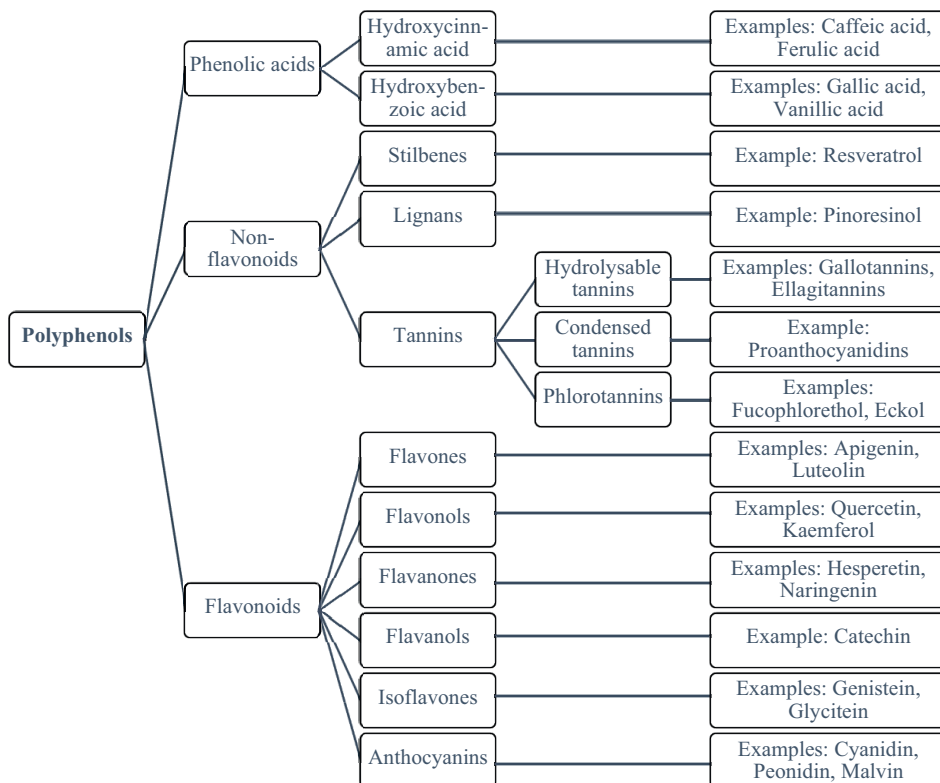 Polyphenols
Phenolic acids
Hydroxycinn-
amic acid
Examples: Caffeic acid,
Ferulic acid
Hydroxyben-
zoic acid
Examples: Gallic acid,
Vanillic acid
Non-
flavonoids
Stilbenes
Example: Resveratrol
Lignans
Example: Pinoresinol
Tannins
Hydrolysable
tannins
Examples: Gallotannins,
Ellagitannins
Condensed
tannins
Example:
Proanthocyanidins
Phlorotannins
Examples:
Fucophlorethol, Eckol
Flavonoids
Flavones
Examples: Apigenin,
Luteolin
Flavonols
Examples: Quercetin,
Kaemferol
Flavanones
Examples: Hesperetin,
Naringenin
Flavanols
Example: Catechin
Isoflavones
Examples: Genistein,
Glycitein
Anthocyanins
Examples: Cyanidin,
Peonidin, Malvin